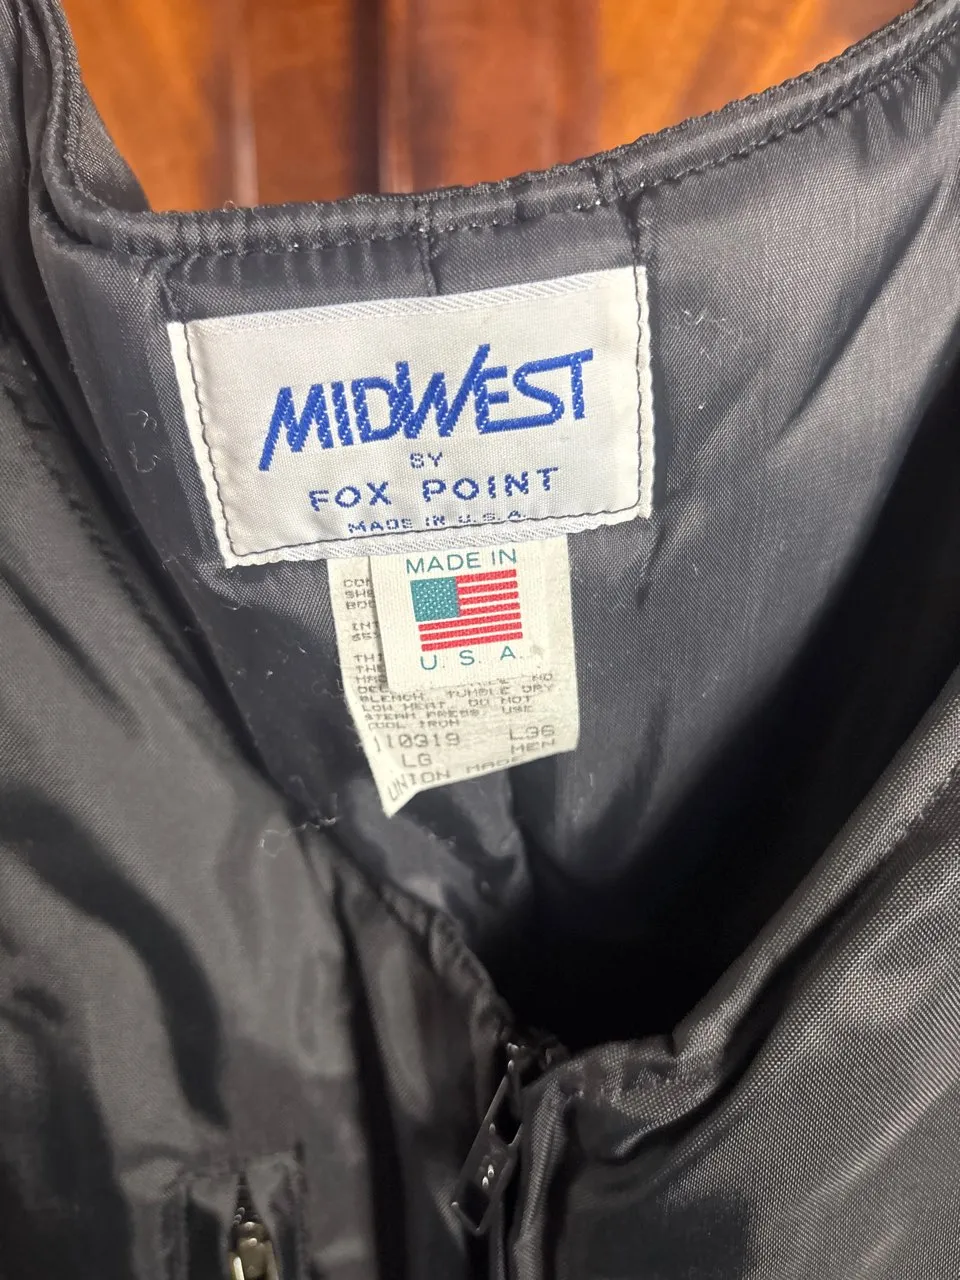 MIDWEST
BY
FOX POINT
MADE IN U.S.A.
MADE IN
U. S. A.
BLEACH, TUMBLE DRY
LOW HEAT, DO NOT
STEAM PRESS, USE
COOL IRON
110319 L36
LG MEN
UNION MADE